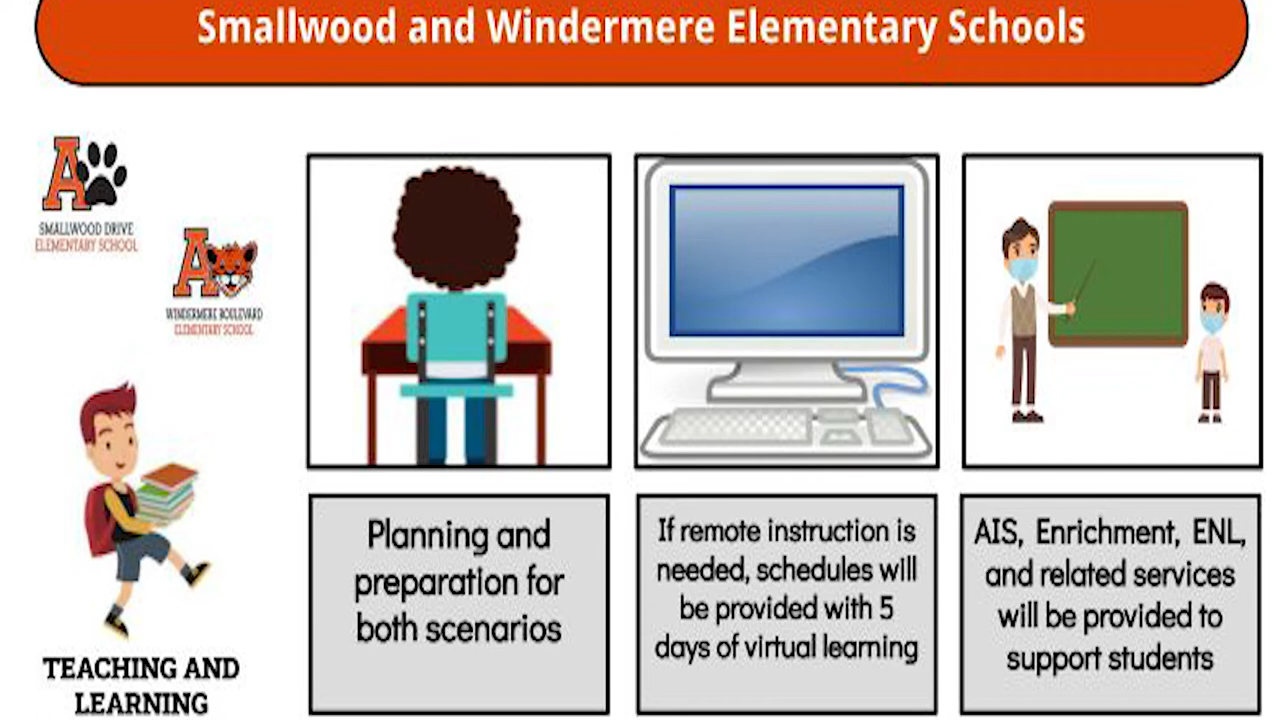 Smallwood and Windermere Elementary Schools
A
SMALLWOOD DRIVE
ELEMENTARY SCHOOL
A
WINDERMERE BOULEVARD
ELEMENTARY SCHOOL
TEACHING AND
LEARNING
Planning and
preparation for
both scenarios
If remote instruction is
needed, schedules will
be provided with 5
days of virtual learning
AIS, Enrichment, ENL,
and related services
will be provided to
support students